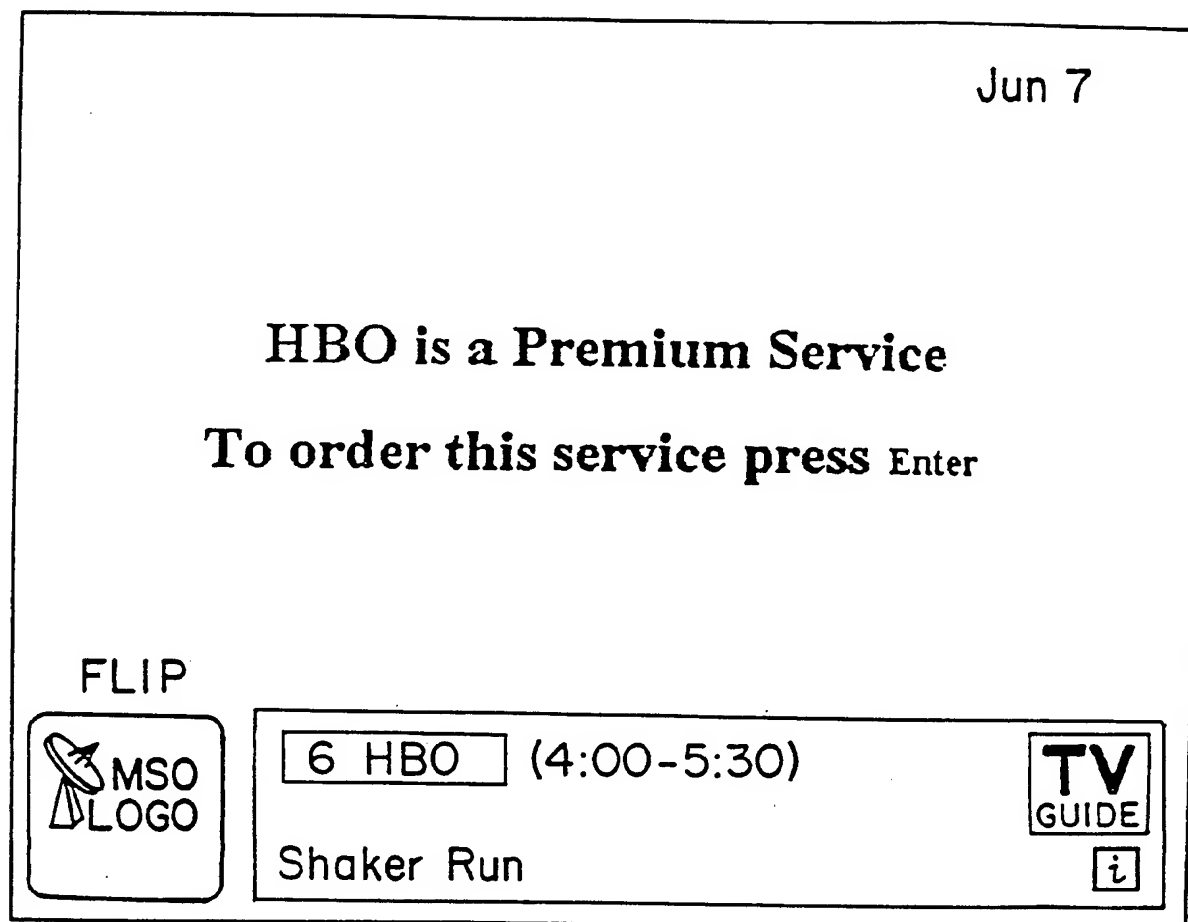 Jun 7
HBO is a Premium Service
To order this service press Enter
FLIP
MSO
LOGO
6 HBO (4:00-5:30)
TV
GUIDE
Shaker Run
i